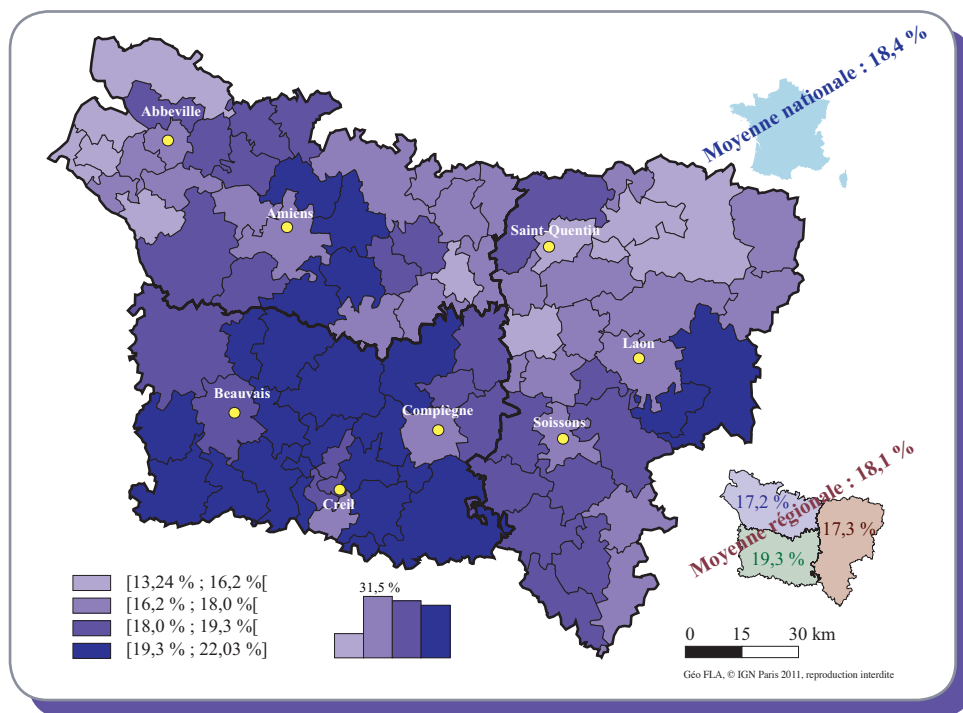 Moyenne nationale : 18,4 %
Abbeville
Amiens
Saint-Quentin
Laon
Beauvais
Compiègne
Soissons
Creil
Moyenne régionale : 18,1 %
17,2 %
17,3 %
19,3 %
[13,24 % ; 16,2 %[
[16,2 % ; 18,0 %[
[18,0 % ; 19,3 %[
[19,3 % ; 22,03 %]
31,5 %
0 15 30 km
Géo FLA, © IGN Paris 2011, reproduction interdite